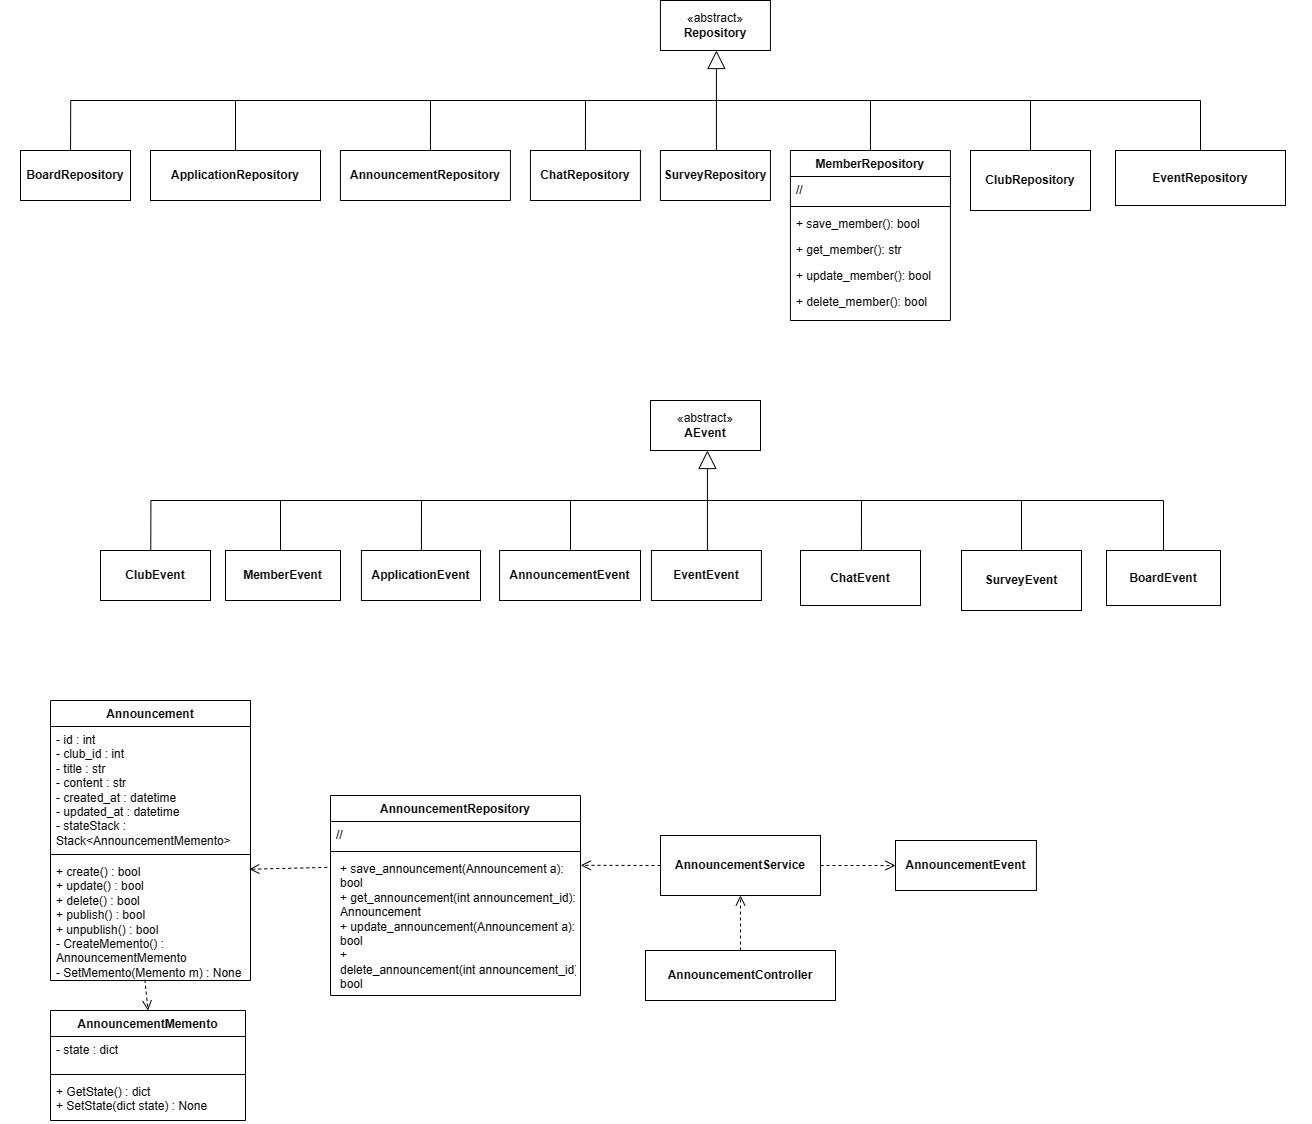 «abstract»
Repository
BoardRepository
ApplicationRepository
AnnouncementRepository
ChatRepository
SurveyRepository
MemberRepository
//
+ save_member(): bool
+ get_member(): str
+ update_member(): bool
+ delete_member(): bool
ClubRepository
EventRepository
«abstract»
AEvent
ClubEvent
MemberEvent
ApplicationEvent
AnnouncementEvent
EventEvent
ChatEvent
SurveyEvent
BoardEvent
Announcement
- id : int
- club_id : int
- title : str
- content : str
- created_at : datetime
- updated_at : datetime
- stateStack :
Stack<AnnouncementMemento>
+ create() : bool
+ update() : bool
+ delete() : bool
+ publish() : bool
+ unpublish() : bool
- CreateMemento() :
AnnouncementMemento
- SetMemento(Memento m) : None
AnnouncementMemento
- state : dict
+ GetState() : dict
+ SetState(dict state) : None
AnnouncementRepository
//
+ save_announcement(Announcement a):
bool
+ get_announcement(int announcement_id):
Announcement
+ update_announcement(Announcement a):
bool
+
delete_announcement(int announcement_id)
bool
AnnouncementService
AnnouncementEvent
AnnouncementController